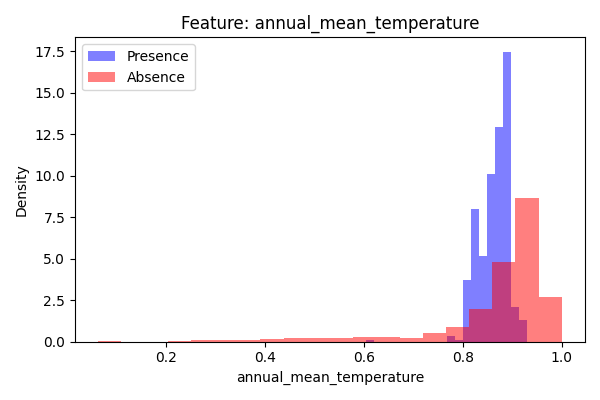 Feature: annual_mean_temperature
Presence
Absence
17.5
15.0
12.5
10.0
7.5
5.0
2.5
0.0
Density
0.2 0.4 0.6 0.8 1.0
annual_mean_temperature